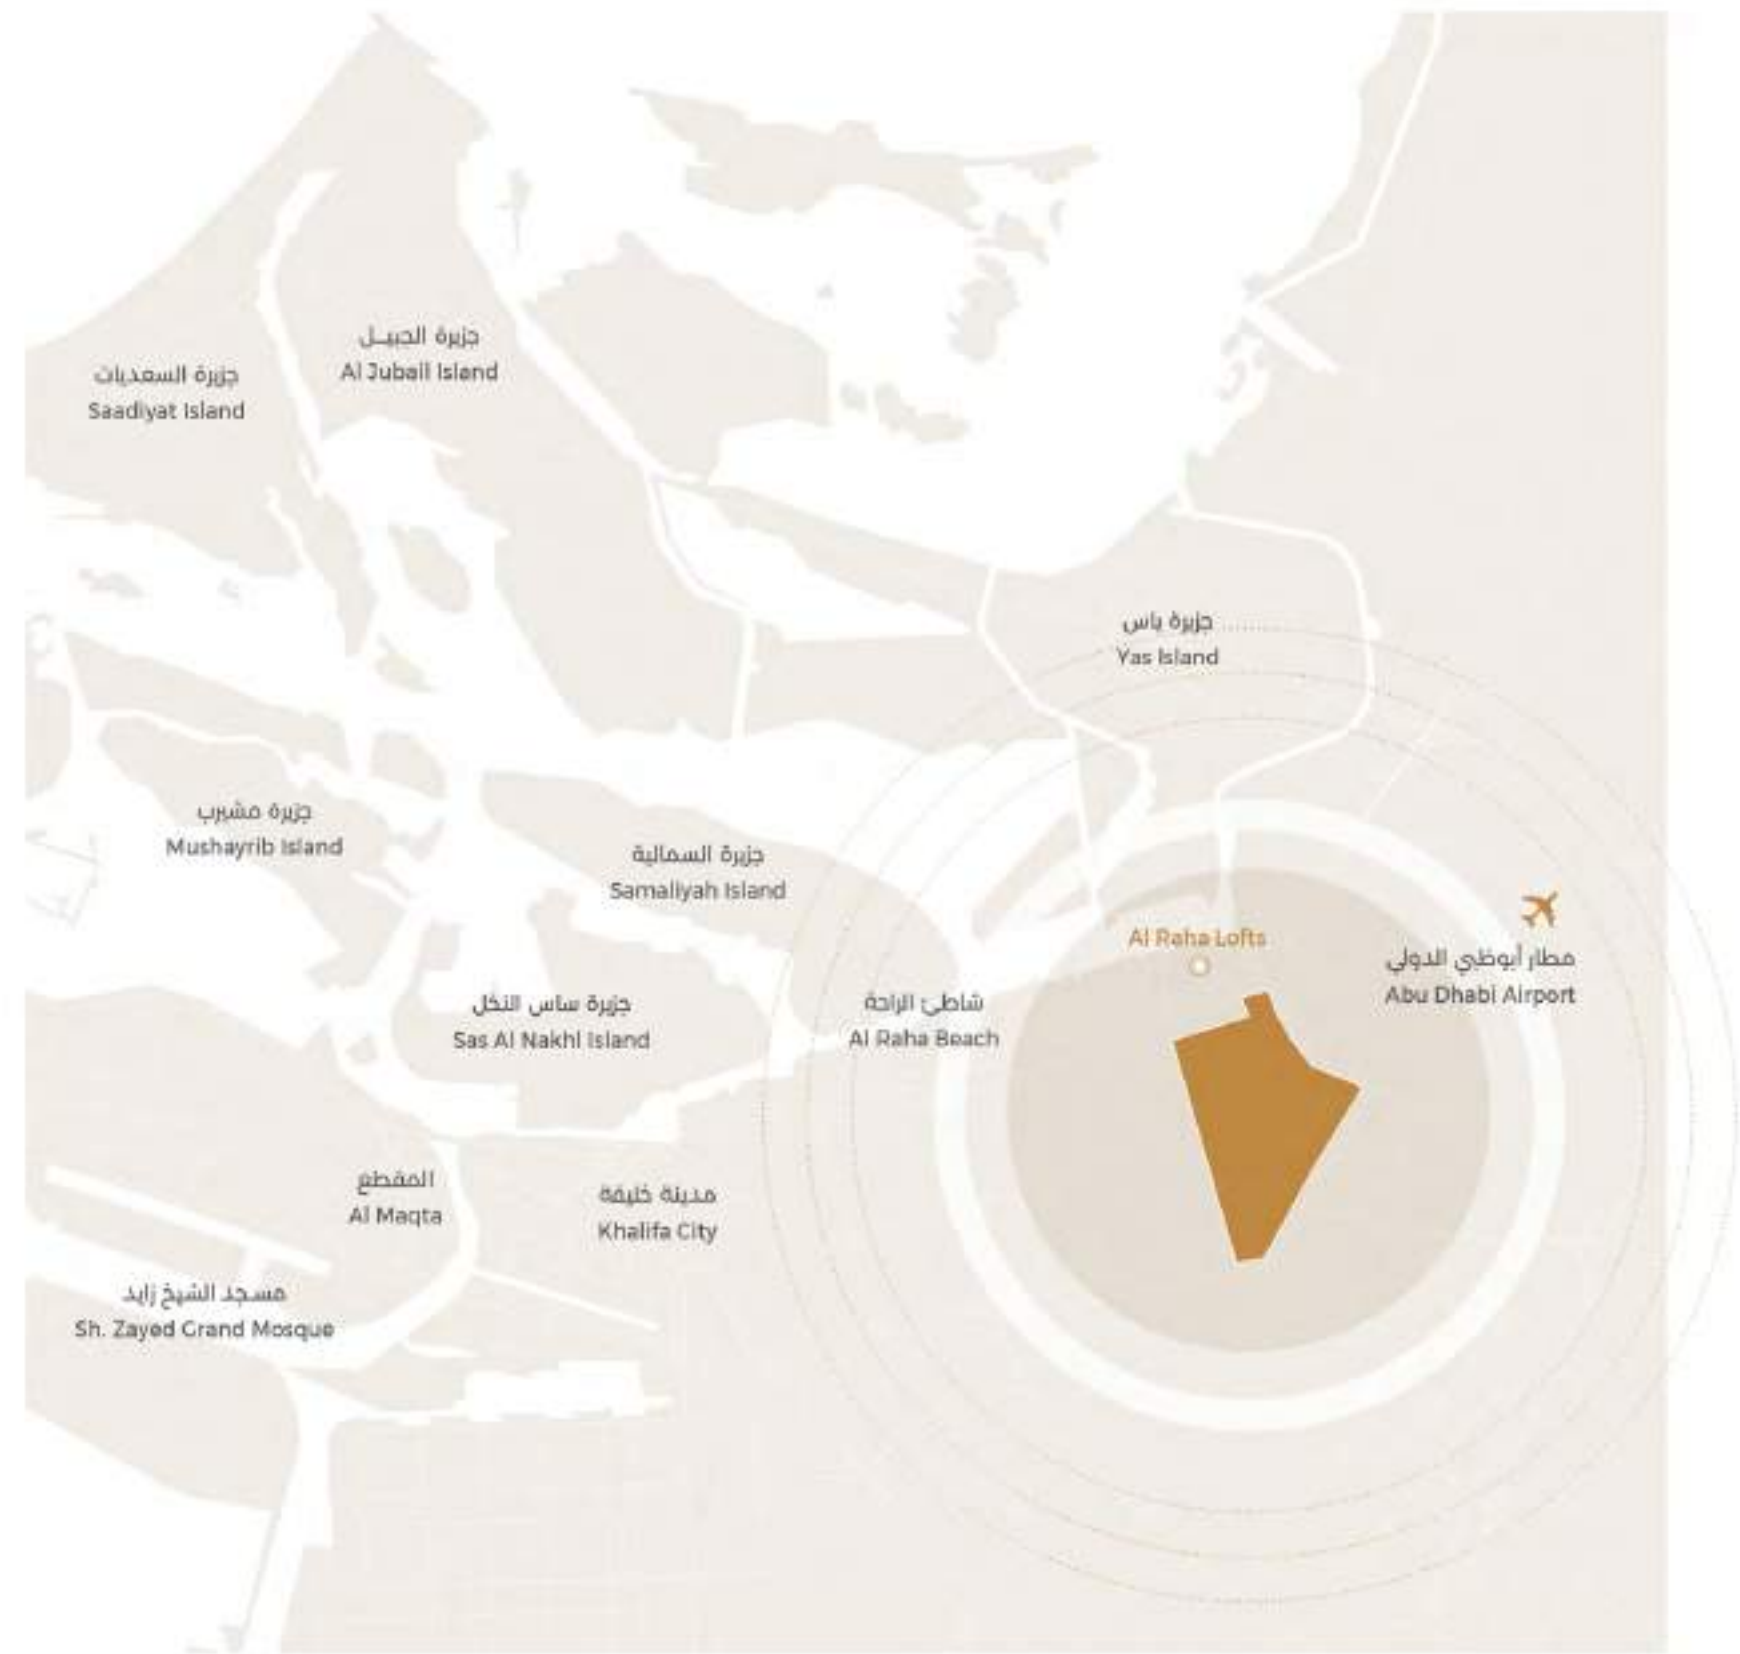 جزيرة الجبيـل
Al Jubail Island
جزيرة السعديات
Saadiyat Island
جزيرة ياس
Yas Island
جزيرة مشيرب
Mushayrib Island
جزيرة السمالية
Samaliyah Island
Al Raha Lofts
مطار أبوظبي الدولي
Abu Dhabi Airport
جزيرة ساس النخل
Sas Al Nakhl Island
شاطئ الراحة
Al Raha Beach
المقطع
Al Maqta
مدينة خليفة
Khalifa City
مسجد الشيخ زايد
Sh. Zayed Grand Mosque